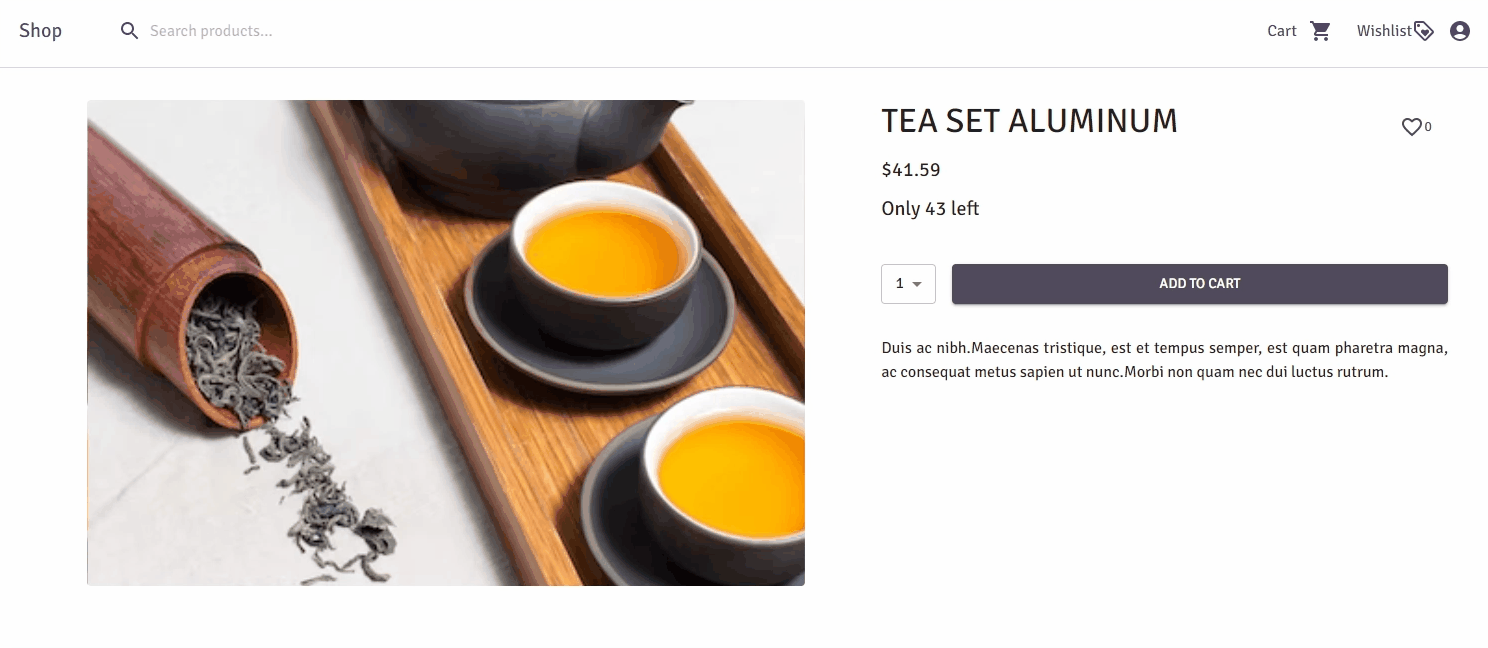 Shop
Search products...
Cart
Wishlist
TEA SET ALUMINUM
0
$41.59
Only 43 left
1
ADD TO CART
Duis ac nibh.Maecenas tristique, est et tempus semper, est quam pharetra magna,
ac consequat metus sapien ut nunc.Morbi non quam nec dui luctus rutrum.